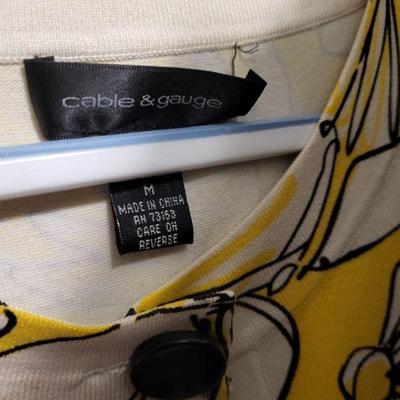 cable & gauge
M
MADE IN CHINA
RN 73153
CARE ON
REVERSE